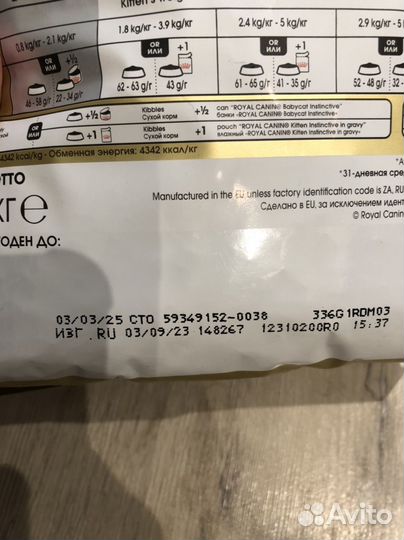 Kitten's
0.8 kg/кг - 2.1 kg/кг
1.8 kg/кг - 3.9 kg/кг
2.4 kg/кг - 5 kg/кг
2.9 kg/кг - 5
OR ИЛИ +½
OR ИЛИ +1
OR ИЛИ +1
OR ИЛИ
46 - 58 g/г 22 - 34 g/г
62 - 63 g/г 43 g/г
61 - 65 g/г 41 - 35 g/г
52 - 48 g/г 32-
OR ИЛИ
+½ Kibbles +½ can "ROYAL CANIN® Babycat Instinctive"
Сухой корм банки «ROYAL CANIN® Babycat Instinctive»
+1 Kibbles +1 pouch "ROYAL CANIN® Kitten Instinctive in gravy"
Сухой корм влажный «ROYAL CANIN® Kitten Instinctive in gravy»
4342 kcal/kg - Обменная энергия: 4342 ккал/кг
ЕТТО
*31-дневная сре
КГ e
Manufactured in the EU unless factory identification code is ZA, RU
Сделано в EU, за исключением идент
© Royal Canin
ГОДЕН ДО:
03/03/25 СТО 59349152-0038 336G1RDM03
ИЗГ.RU 03/09/23 148267 12310200R0 15:37
Avito